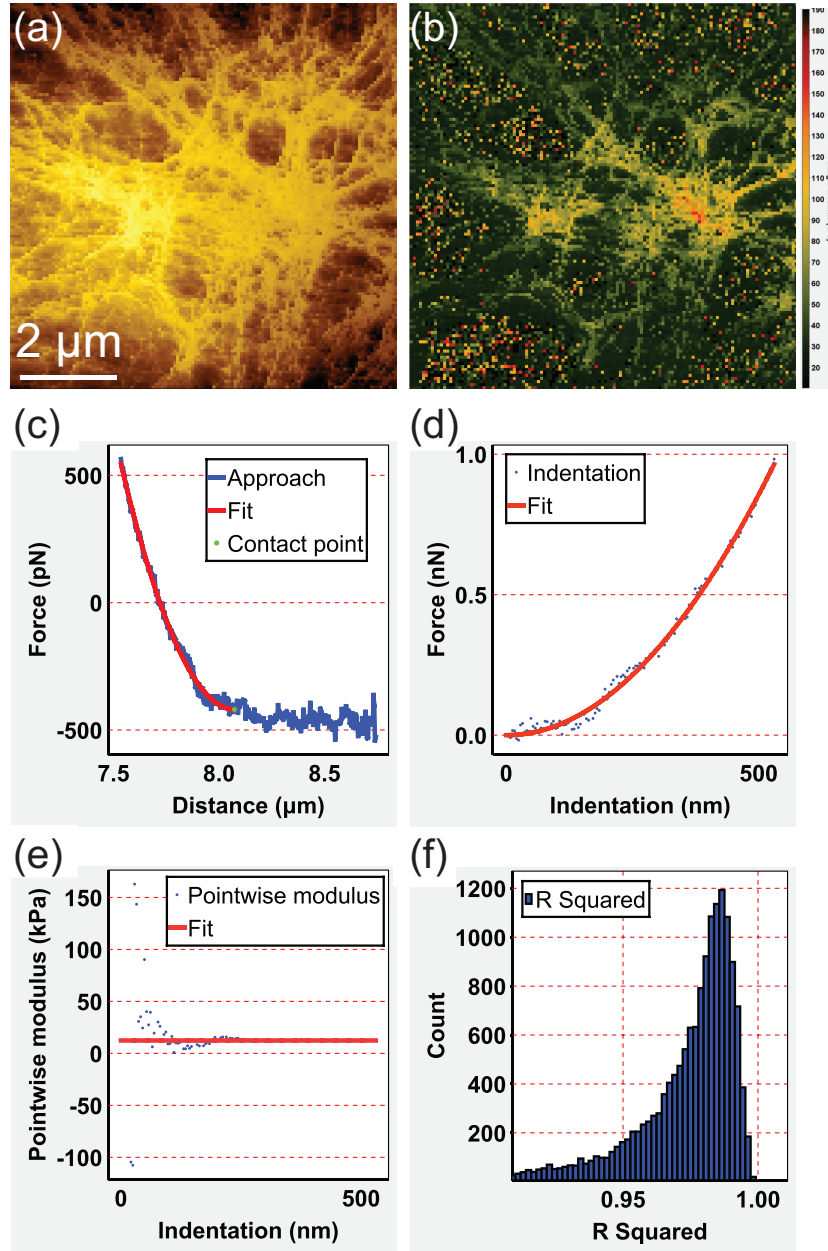 (a)
(b)
2 µm
190
180
170
160
150
140
130
120
110
100
90
80
70
60
50
40
30
20
(c)
500
0
-500
7.5
8.0
8.5
Force (pN)
Distance (µm)
Approach
Fit
Contact point
(d)
1.0
0.5
0.0
0
500
Force (nN)
Indentation (nm)
Indentation
Fit
(e)
150
100
50
0
-50
-100
0
500
Pointwise modulus (kPa)
Indentation (nm)
Pointwise modulus
Fit
(f)
1200
1000
800
600
400
200
0.95
1.00
Count
R Squared
R Squared